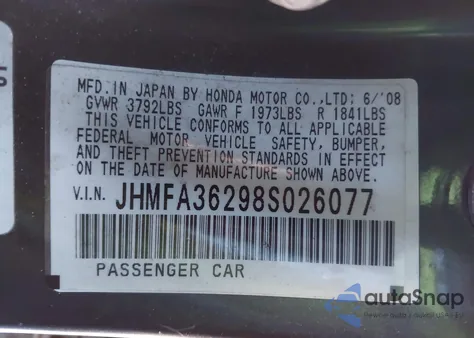 MFD. IN JAPAN BY HONDA MOTOR CO.,LTD; 6/'08
GVWR 3792LBS GAWR F 1973LBS R 1841LBS
THIS VEHICLE CONFORMS TO ALL APPLICABLE
FEDERAL MOTOR VEHICLE SAFETY, BUMPER,
AND THEFT PREVENTION STANDARDS IN EFFECT
ON THE DATE OF MANUFACTURE SHOWN ABOVE.
V.I.N. JHMFA36298S026077
PASSENGER CAR
autoSnap